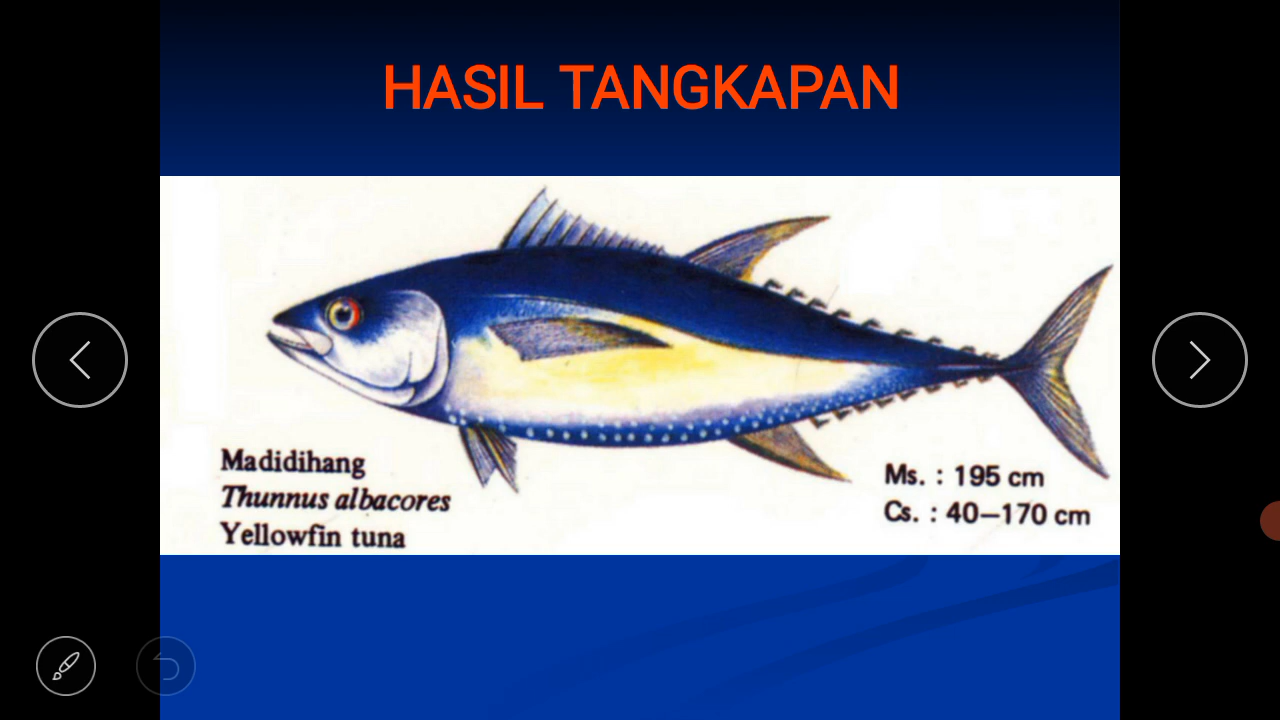 HASIL TANGKAPAN
Madidihang
Thunnus albacores
Yellowfin tuna
Ms. : 195 cm
Cs. : 40–170 cm